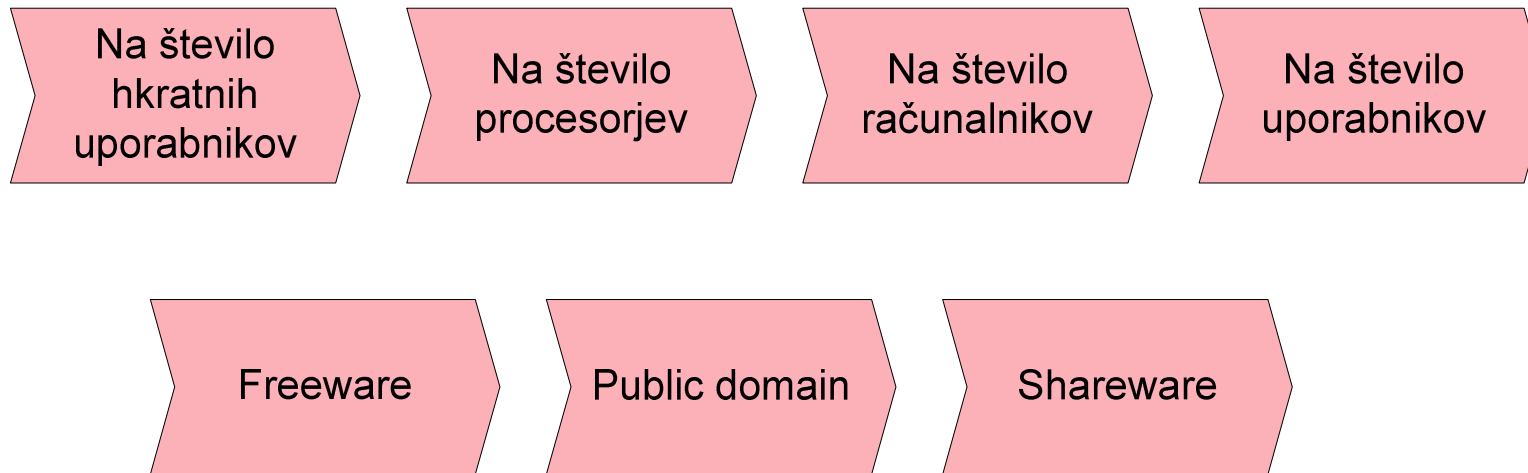 Na število
hkratnih
uporabnikov
Na število
procesorjev
Na število
računalnikov
Na število
uporabnikov
Freeware
Public domain
Shareware